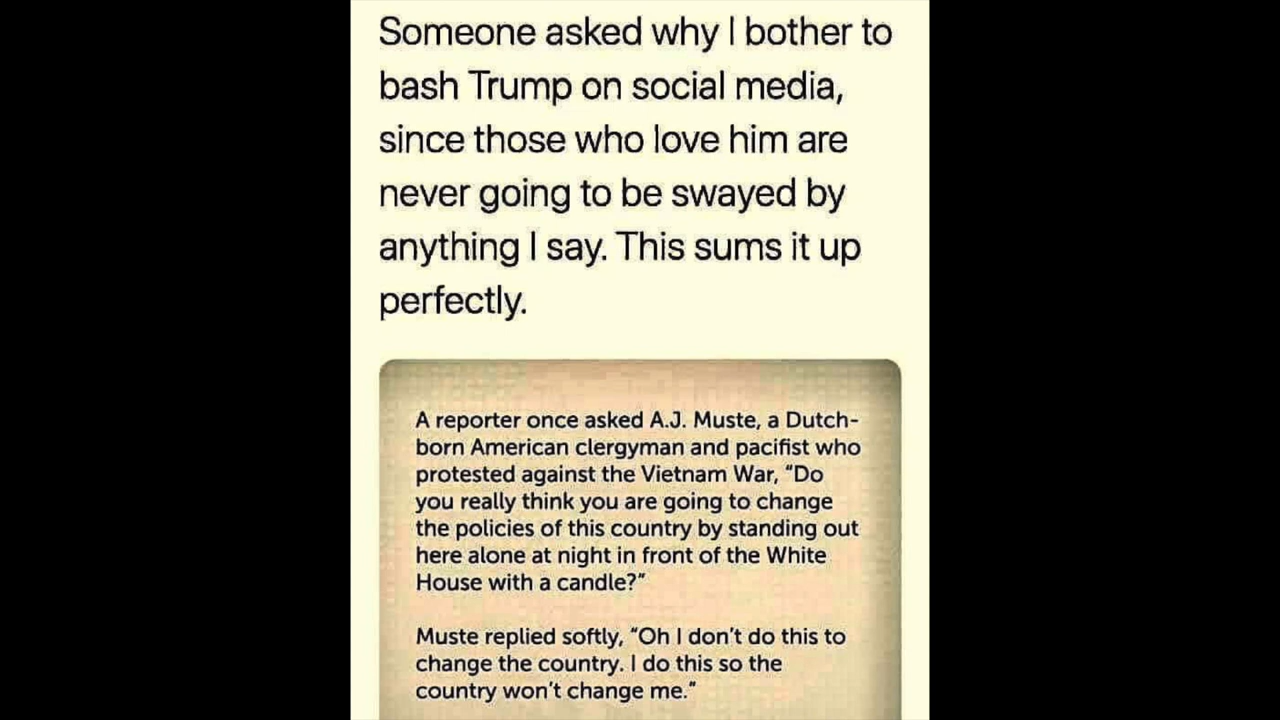 Someone asked why I bother to
bash Trump on social media,
since those who love him are
never going to be swayed by
anything I say. This sums it up
perfectly.
A reporter once asked A.J. Muste, a Dutch-
born American clergyman and pacifist who
protested against the Vietnam War, “Do
you really think you are going to change
the policies of this country by standing out
here alone at night in front of the White
House with a candle?”
Muste replied softly, “Oh I don’t do this to
change the country. I do this so the
country won’t change me.”